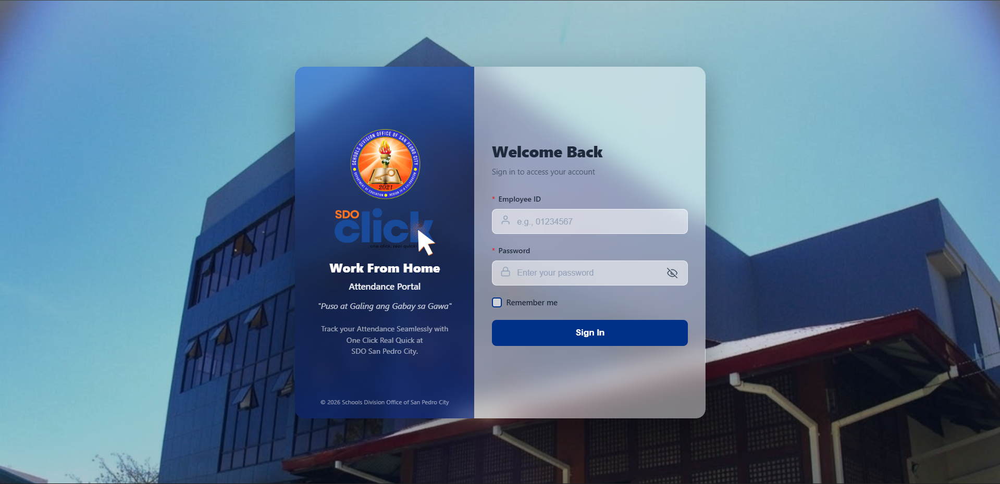 SCHOOLS DIVISION OFFICE OF SAN PEDRO CITY
DEPARTMENT OF EDUCATION REGION IV-A CALABARZON
2021
SDO
click
one click. real quick.
Work From Home
Attendance Portal
"Puso at Galing ang Gabay sa Gawa"
Track your Attendance Seamlessly with
One Click Real Quick at
SDO San Pedro City.
© 2026 Schools Division Office of San Pedro City
Welcome Back
Sign in to access your account
* Employee ID
e.g., 01234567
* Password
Enter your password
Remember me
Sign In